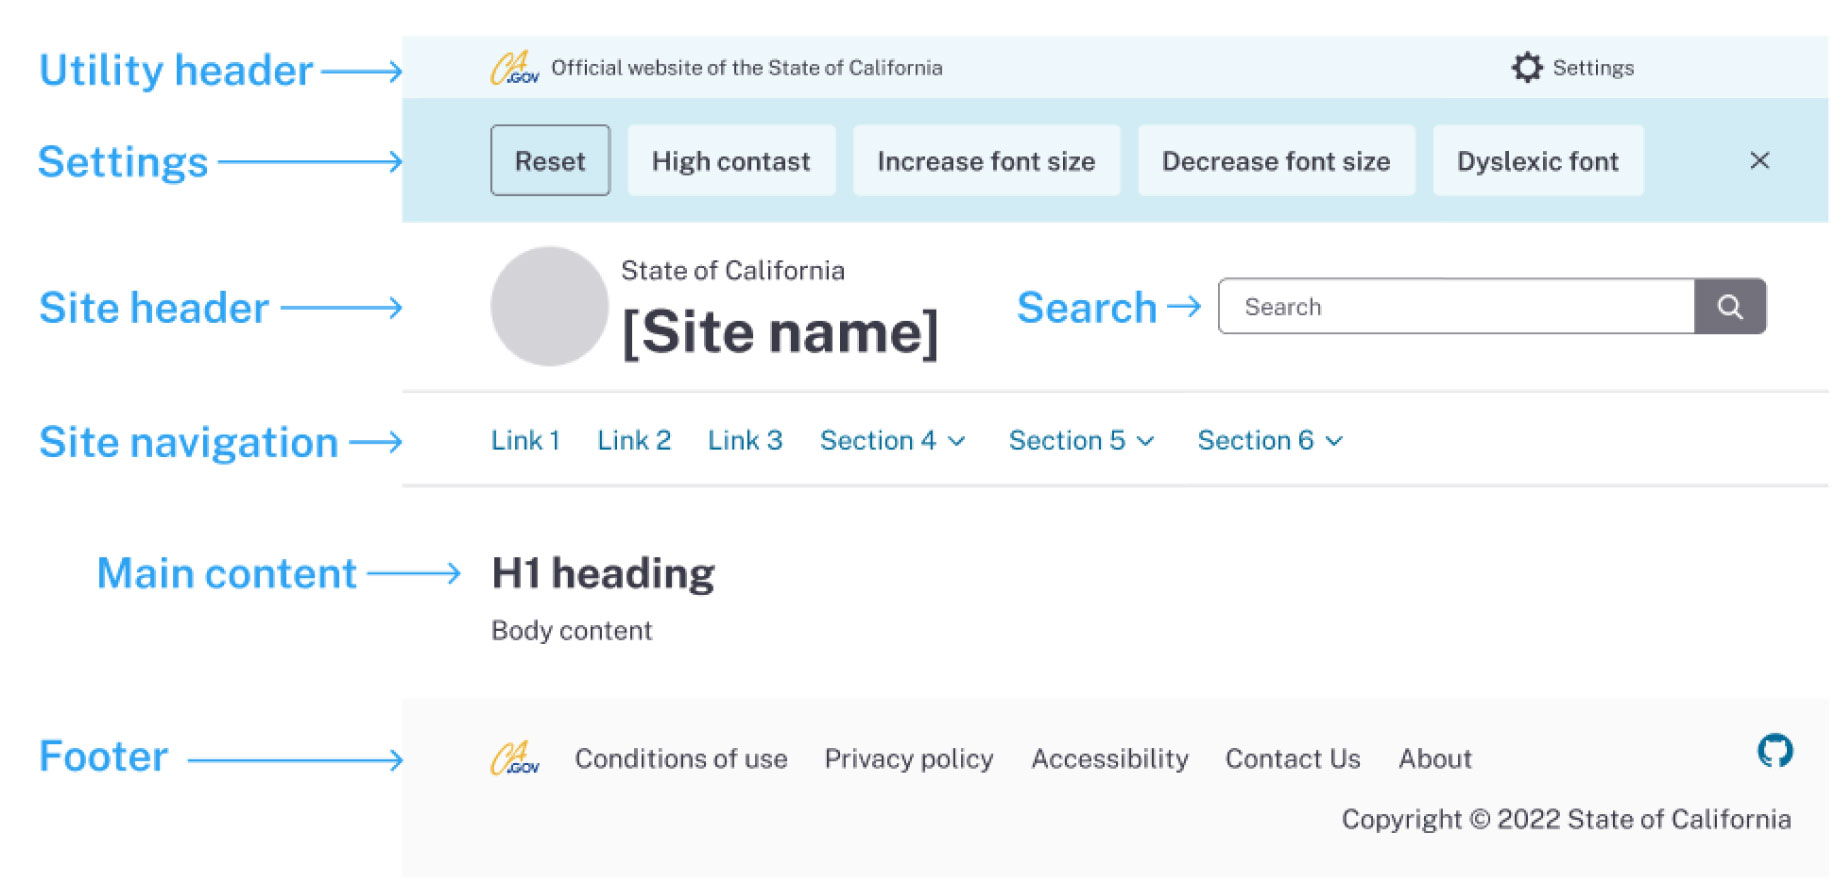 Utility header
CA.GOV Official website of the State of California Settings
Settings
Reset High contast Increase font size Decrease font size Dyslexic font
Site header
State of California
[Site name]
Search
Search
Site navigation
Link 1 Link 2 Link 3 Section 4 Section 5 Section 6
Main content
H1 heading
Body content
Footer
CA.GOV Conditions of use Privacy policy Accessibility Contact Us About
Copyright © 2022 State of California